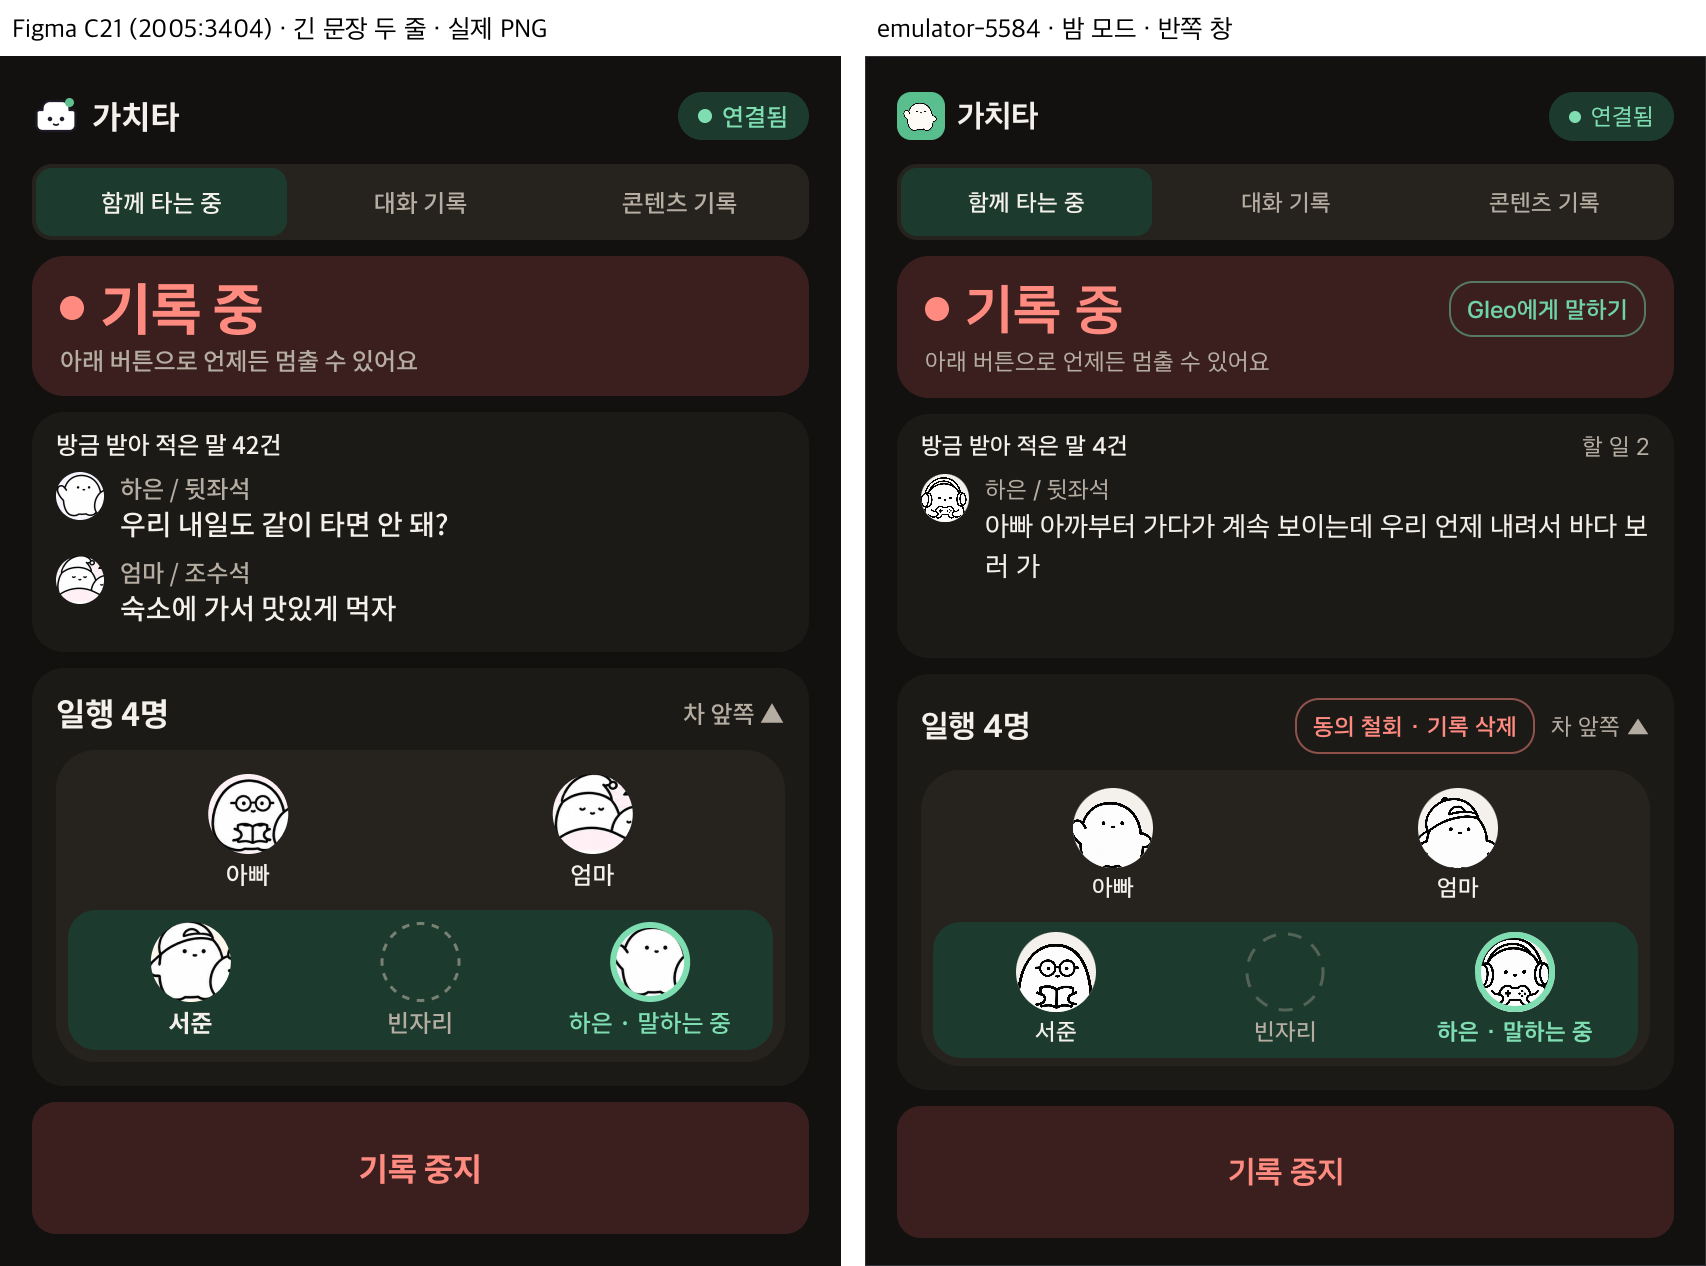 Figma C21 (2005:3404) · 긴 문장 두 줄 · 실제 PNG
가치타
연결됨
함께 타는 중
대화 기록
콘텐츠 기록
기록 중
아래 버튼으로 언제든 멈출 수 있어요
방금 받아 적은 말 42건
하은 / 뒷좌석
우리 내일도 같이 타면 안 돼?
엄마 / 조수석
숙소에 가서 맛있게 먹자
일행 4명
차 앞쪽 ▲
아빠
엄마
서준
빈자리
하은 · 말하는 중
기록 중지
emulator-5584 · 밤 모드 · 반쪽 창
가치타
연결됨
함께 타는 중
대화 기록
콘텐츠 기록
기록 중
Gleo에게 말하기
아래 버튼으로 언제든 멈출 수 있어요
방금 받아 적은 말 4건
할 일 2
하은 / 뒷좌석
아빠 아까부터 가다가 계속 보이는데 우리 언제 내려서 바다 보
러 가
일행 4명
동의 철회 · 기록 삭제
차 앞쪽 ▲
아빠
엄마
서준
빈자리
하은 · 말하는 중
기록 중지